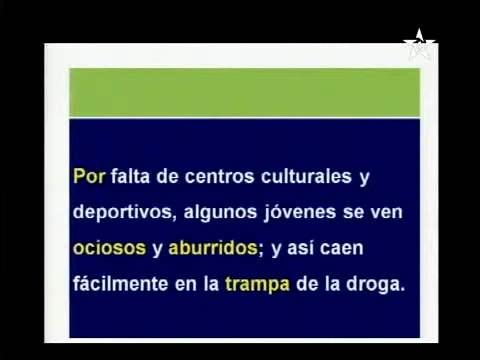 Por falta de centros culturales y
deportivos, algunos jóvenes se ven
ociosos y aburridos; y así caen
fácilmente en la trampa de la droga.